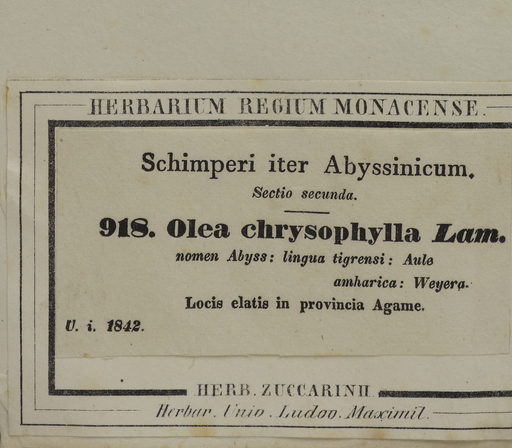 HERBARIUM REGIUM MONACENSE.
Schimperi iter Abyssinicum.
Sectio secunda.
918. Olea chrysophylla Lam.
nomen Abyss: lingua tigrensi: Aule
amharica: Weyera.
Locis elatis in provincia Agame.
U. i. 1842.
HERB. ZUCCARINII.
Herbar. Univ. Ludov. Maximil.